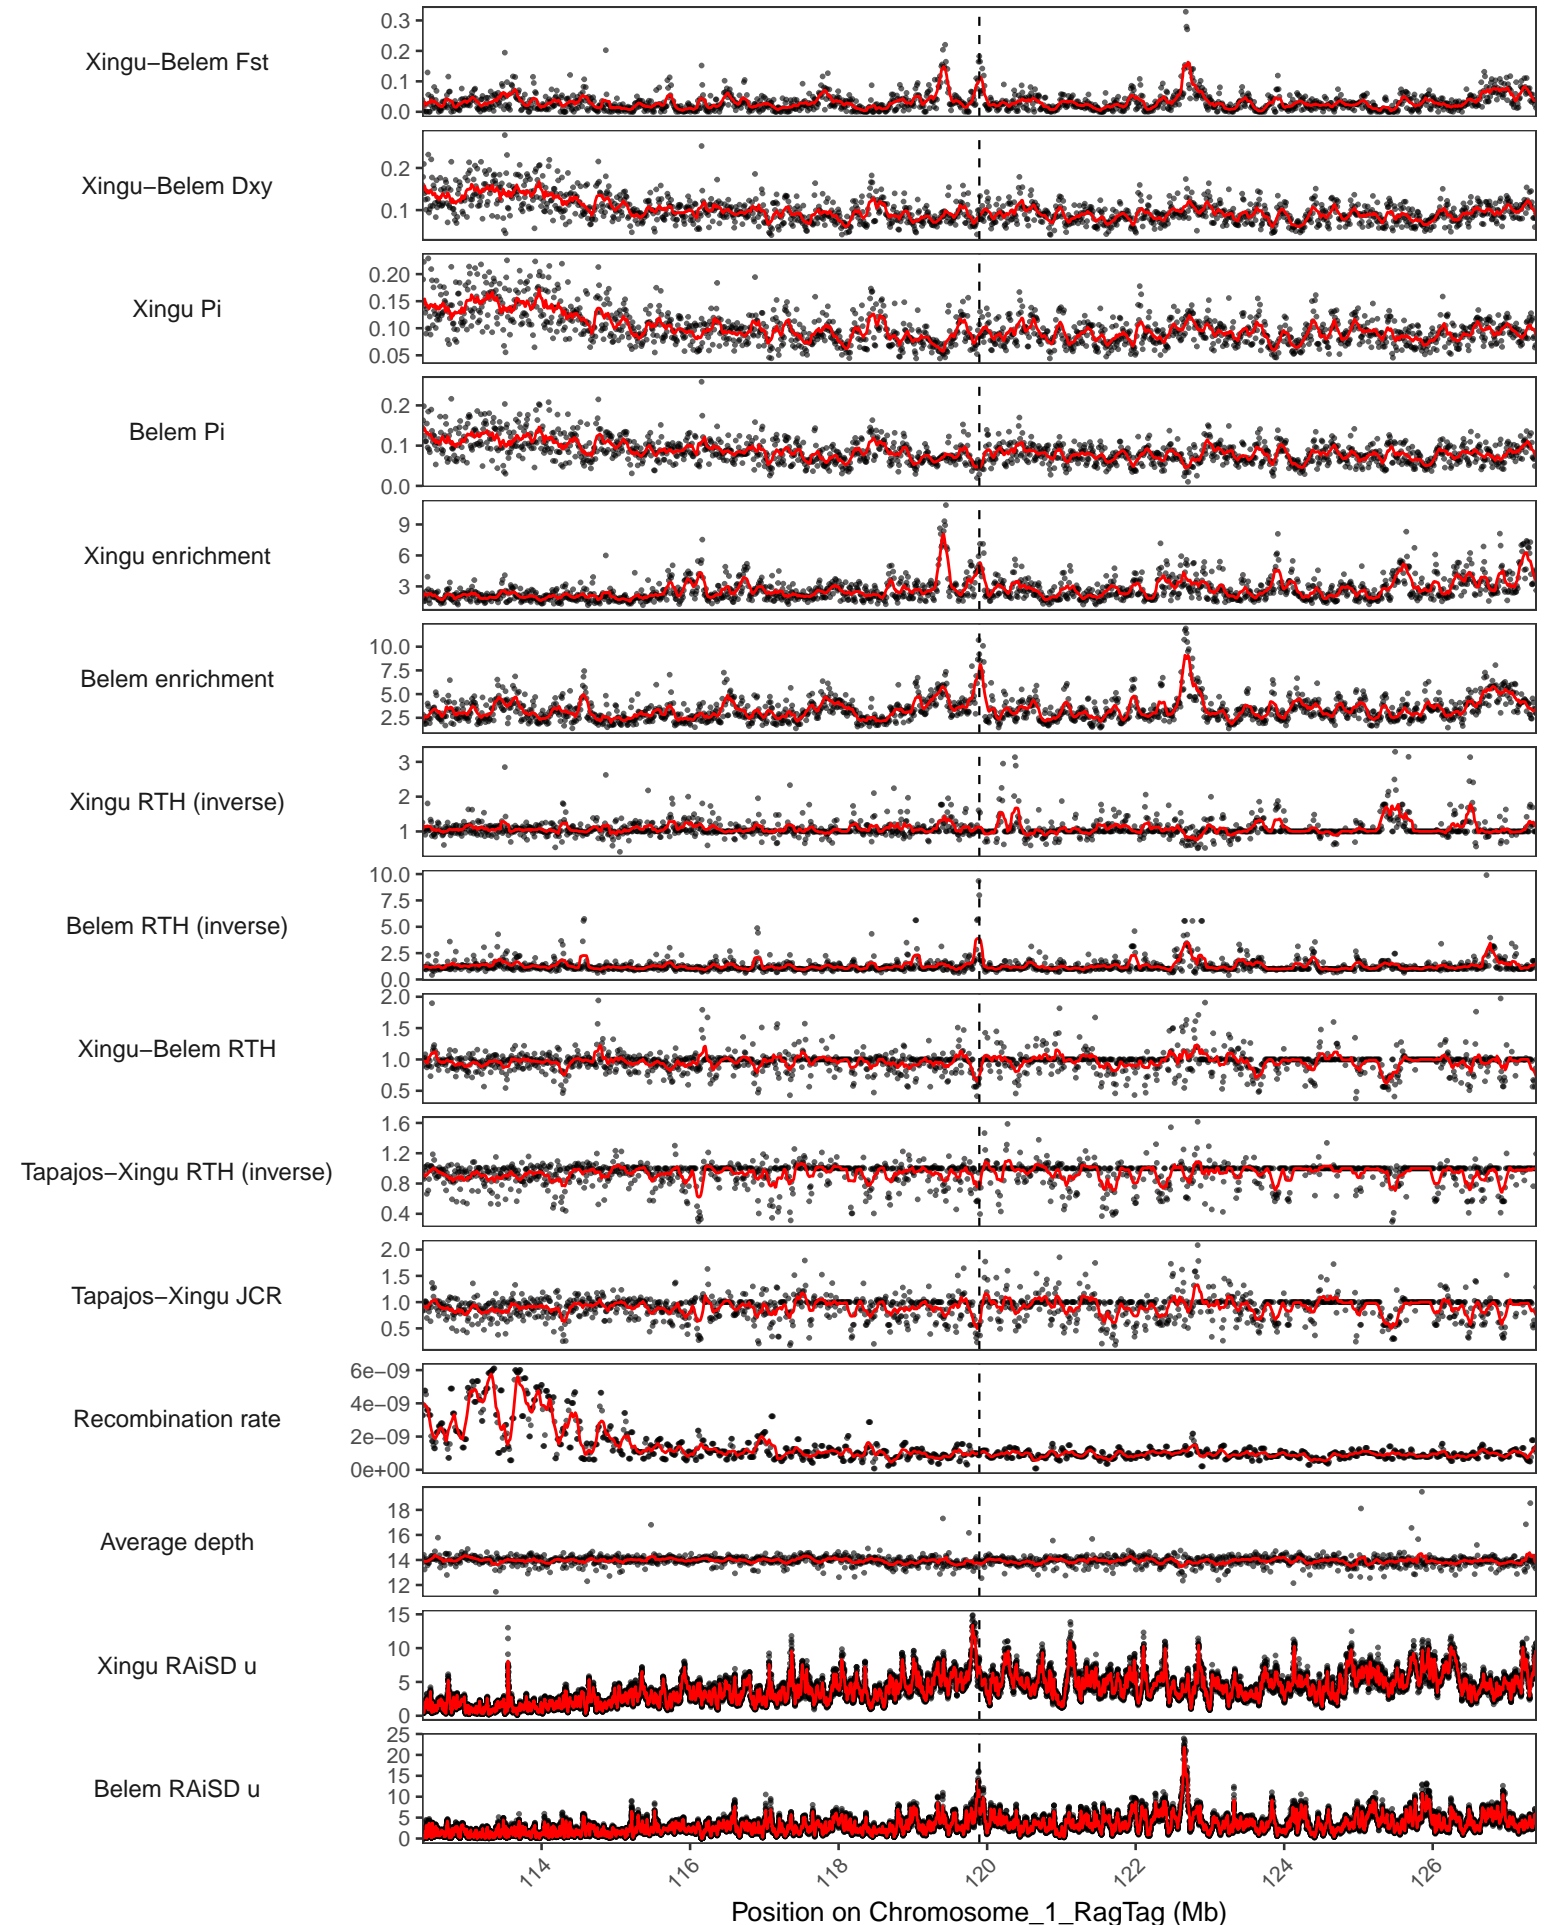 Xingu−Belem Fst
0.3
0.2
0.1
0.0
Xingu−Belem Dxy
0.2
0.1
Xingu Pi
0.20
0.15
0.10
0.05
Belem Pi
0.2
0.1
0.0
Xingu enrichment
9
6
3
Belem enrichment
10.0
7.5
5.0
2.5
Xingu RTH (inverse)
3
2
1
Belem RTH (inverse)
10.0
7.5
5.0
2.5
0.0
Xingu−Belem RTH
2.0
1.5
1.0
0.5
Tapajos−Xingu RTH (inverse)
1.6
1.2
0.8
0.4
Tapajos−Xingu JCR
2.0
1.5
1.0
0.5
Recombination rate
6e−09
4e−09
2e−09
0e+00
Average depth
18
16
14
12
Xingu RAiSD u
15
10
5
0
Belem RAiSD u
25
20
15
10
5
0
114 116 118 120 122 124 126
Position on Chromosome_1_RagTag (Mb)